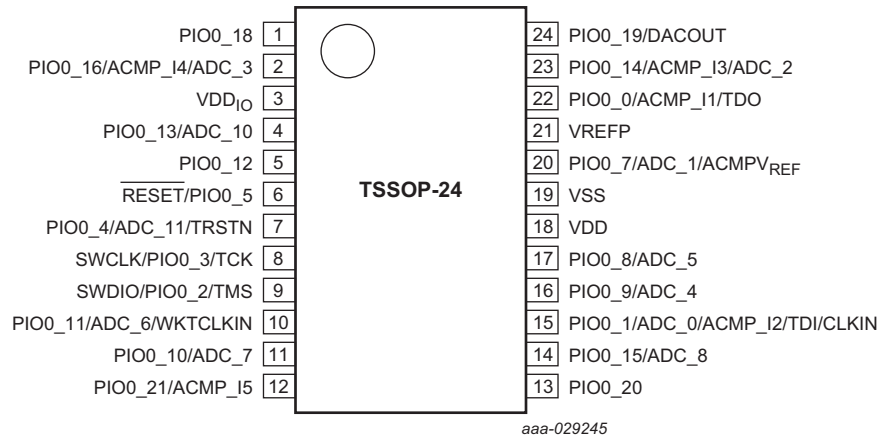 PIO0_18 1
PIO0_16/ACMP_I4/ADC_3 2
VDDIO 3
PIO0_13/ADC_10 4
PIO0_12 5
RESET/PIO0_5 6
PIO0_4/ADC_11/TRSTN 7
SWCLK/PIO0_3/TCK 8
SWDIO/PIO0_2/TMS 9
PIO0_11/ADC_6/WKTCLKIN 10
PIO0_10/ADC_7 11
PIO0_21/ACMP_I5 12
TSSOP-24
24 PIO0_19/DACOUT
23 PIO0_14/ACMP_I3/ADC_2
22 PIO0_0/ACMP_I1/TDO
21 VREFP
20 PIO0_7/ADC_1/ACMPVREF
19 VSS
18 VDD
17 PIO0_8/ADC_5
16 PIO0_9/ADC_4
15 PIO0_1/ADC_0/ACMP_I2/TDI/CLKIN
14 PIO0_15/ADC_8
13 PIO0_20
aaa-029245